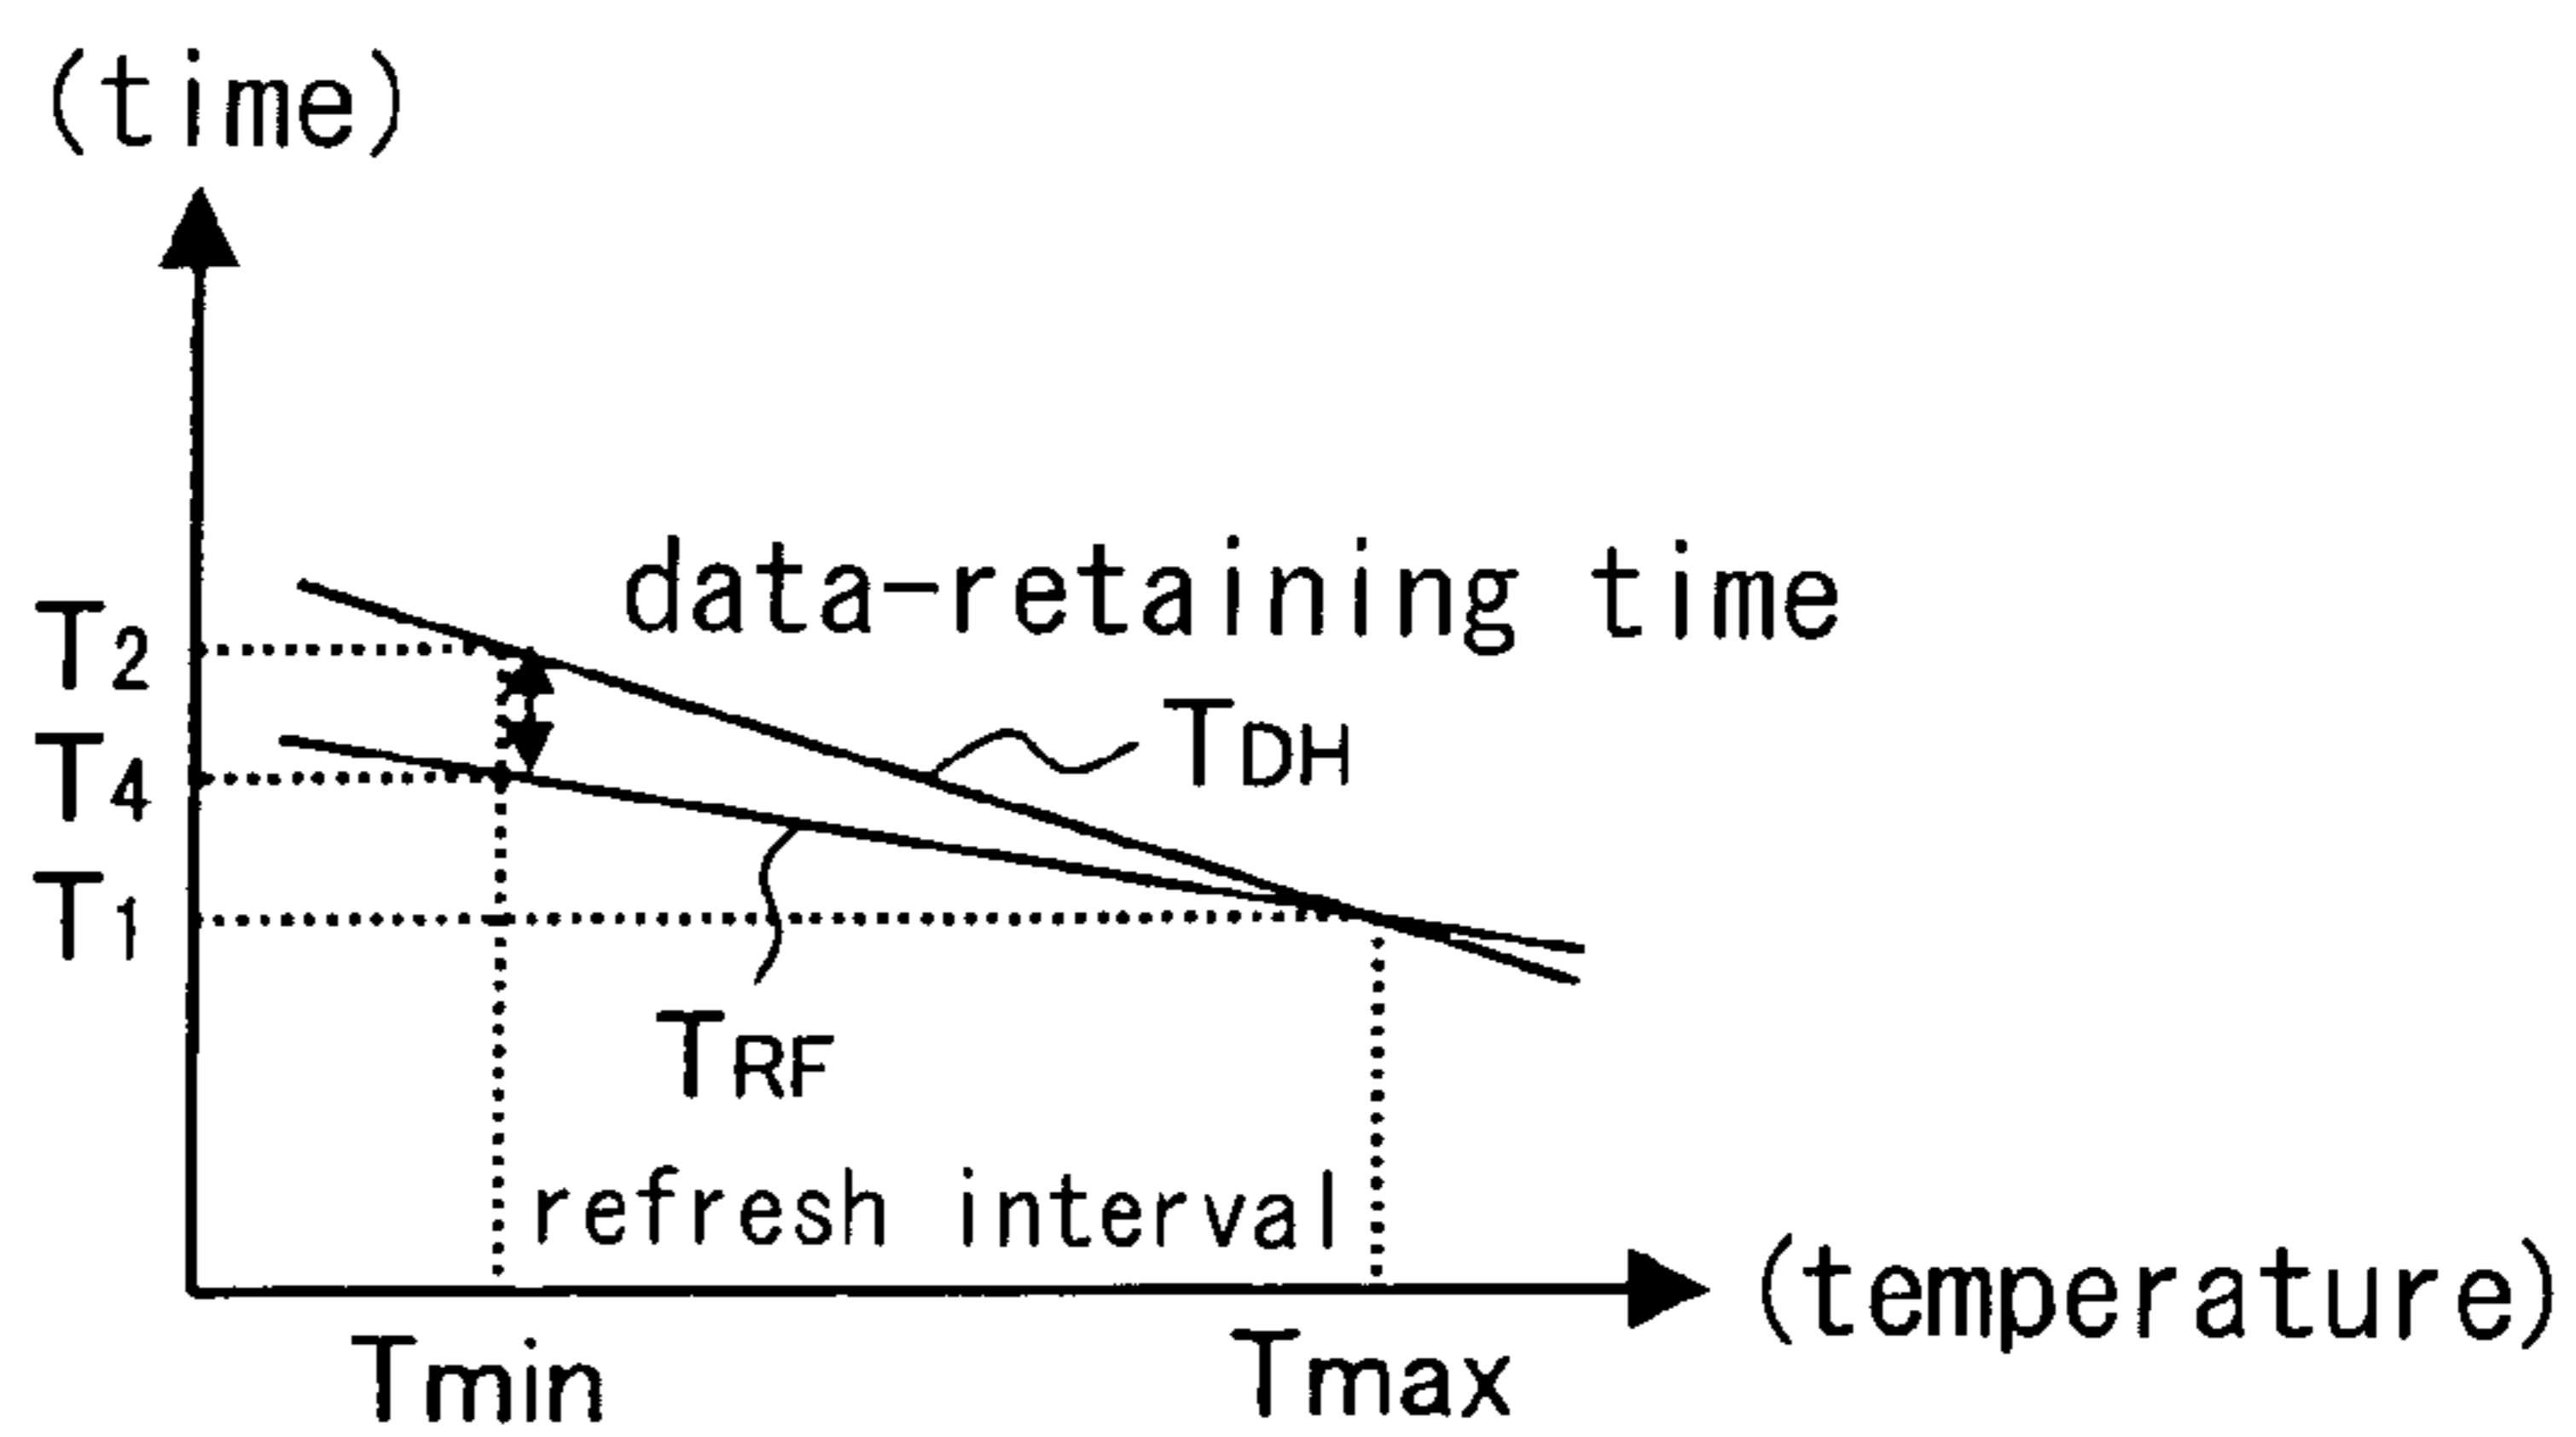 (time)
data-retaining time
T2
TDH
T4
T1
TRF
refresh interval
(temperature)
Tmin
Tmax